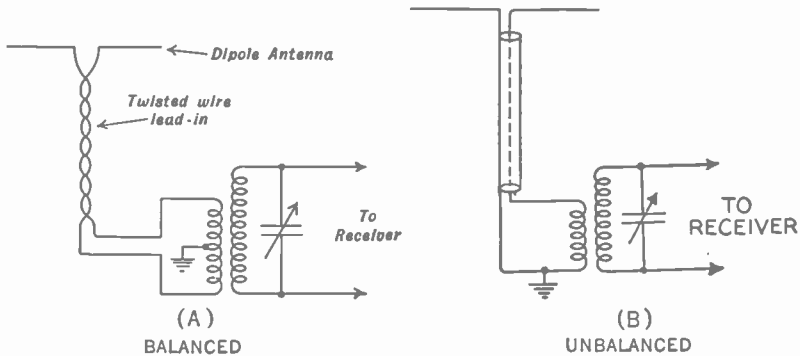 Dipole Antenna
Twisted wire
lead-in
To
Receiver
(A)
BALANCED
TO
RECEIVER
(B)
UNBALANCED